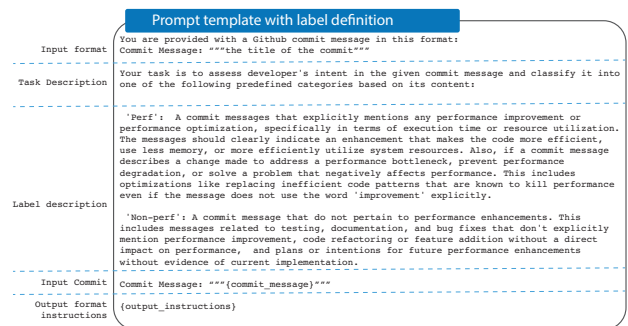 Prompt template with label definition
Input format
You are provided with a Github commit message in this format:
Commit Message: """the title of the commit"""
Task Description
Your task is to assess developer's intent in the given commit message and classify it into
one of the following predefined categories based on its content:
Label description
'Perf': A commit messages that explicitly mentions any performance improvement or
performance optimization, specifically in terms of execution time or resource utilization.
The messages should clearly indicate an enhancement that makes the code more efficient,
use less memory, or more efficiently utilize system resources. Also, if a commit message
describes a change made to address a performance bottleneck, prevent performance
degradation, or solve a problem that negatively affects performance. This includes
optimizations like replacing inefficient code patterns that are known to kill performance
even if the message does not use the word 'improvement' explicitly.
'Non-perf': A commit message that do not pertain to performance enhancements. This
includes messages related to testing, documentation, and bug fixes that don't explicitly
mention performance improvement, code refactoring or feature addition without a direct
impact on performance, and plans or intentions for future performance enhancements
without evidence of current implementation.
Input Commit
Commit Message: """{commit_message}"""
Output format
instructions
{output_instructions}